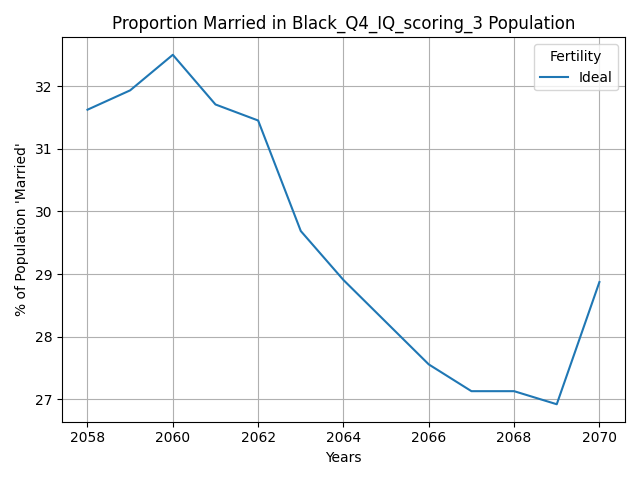 Proportion Married in Black_Q4_IQ_scoring_3 Population
Fertility
Ideal
% of Population 'Married'
32
31
30
29
28
27
2058
2060
2062
2064
2066
2068
2070
Years